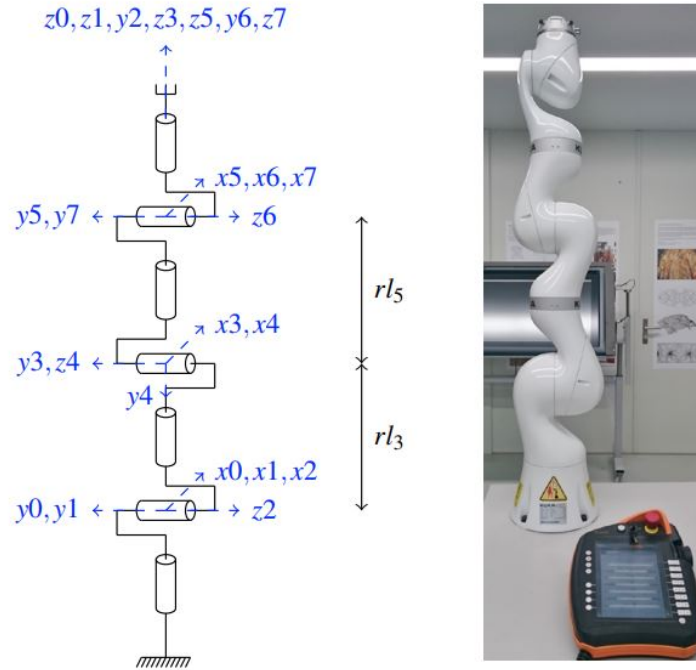 z0, z1, y2, z3, z5, y6, z7
x5, x6, x7
y5, y7
z6
rl5
x3, x4
y3, z4
y4
rl3
x0, x1, x2
y0, y1
z2